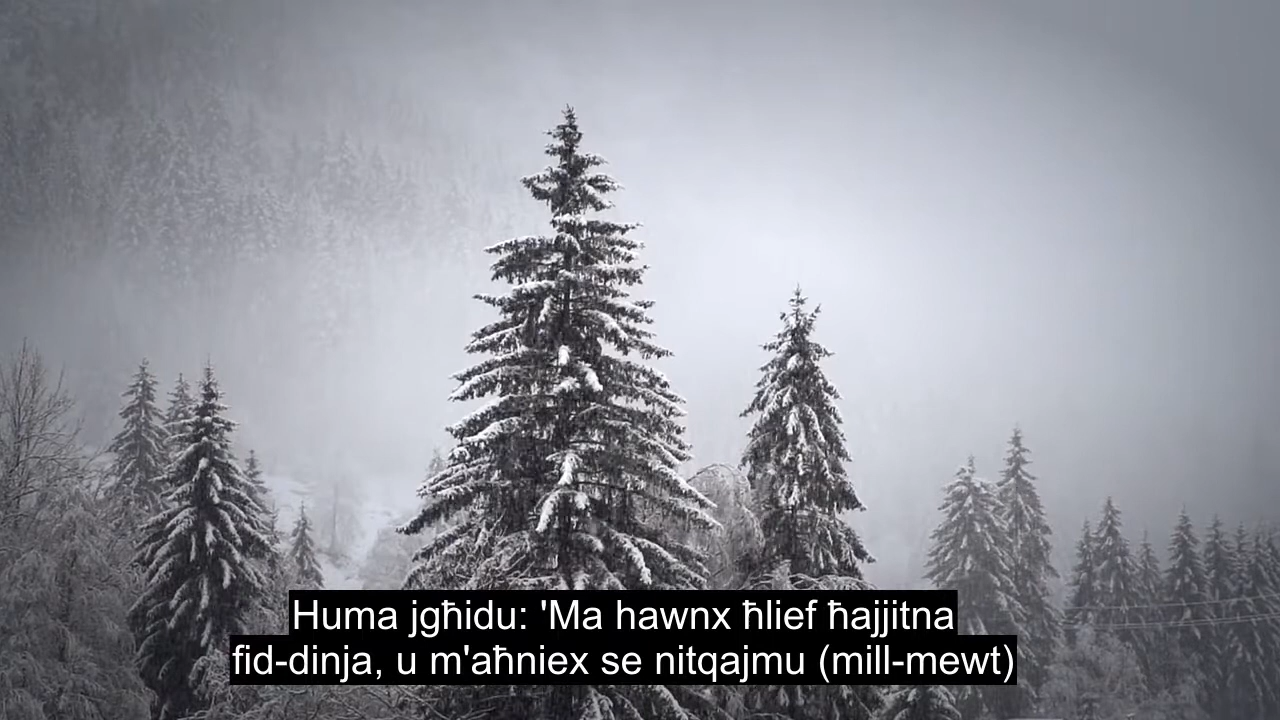 Huma jgħidu: 'Ma hawnx ħlief ħajjitna
fid-dinja, u m'aħniex se nitqajmu (mill-mewt)